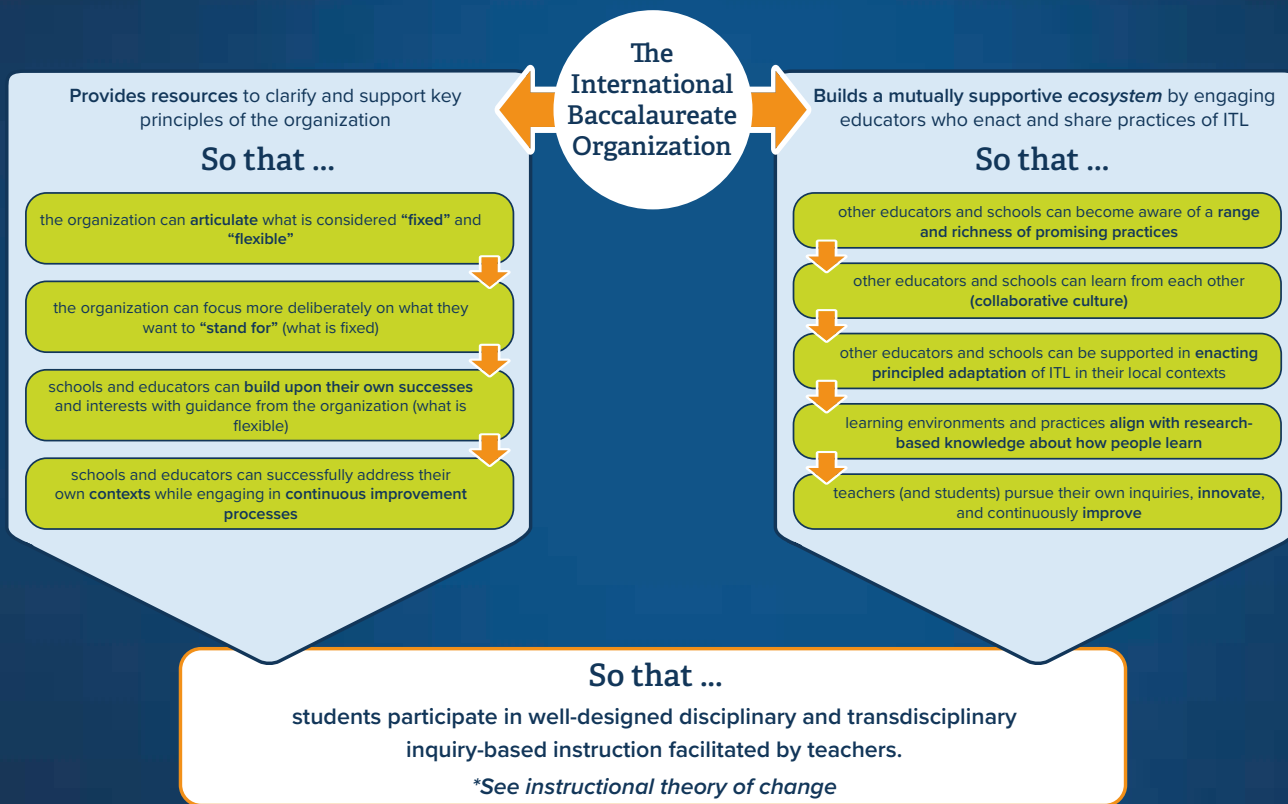 The
International
Baccalaureate
Organization
Provides resources to clarify and support key
principles of the organization
So that ...
the organization can articulate what is considered “fixed” and
“flexible”
the organization can focus more deliberately on what they
want to “stand for” (what is fixed)
schools and educators can build upon their own successes
and interests with guidance from the organization (what is
flexible)
schools and educators can successfully address their
own contexts while engaging in continuous improvement
processes
Builds a mutually supportive ecosystem by engaging
educators who enact and share practices of ITL
So that ...
other educators and schools can become aware of a range
and richness of promising practices
other educators and schools can learn from each other
(collaborative culture)
other educators and schools can be supported in enacting
principled adaptation of ITL in their local contexts
learning environments and practices align with research-
based knowledge about how people learn
teachers (and students) pursue their own inquiries, innovate,
and continuously improve
So that ...
students participate in well-designed disciplinary and transdisciplinary
inquiry-based instruction facilitated by teachers.
*See instructional theory of change